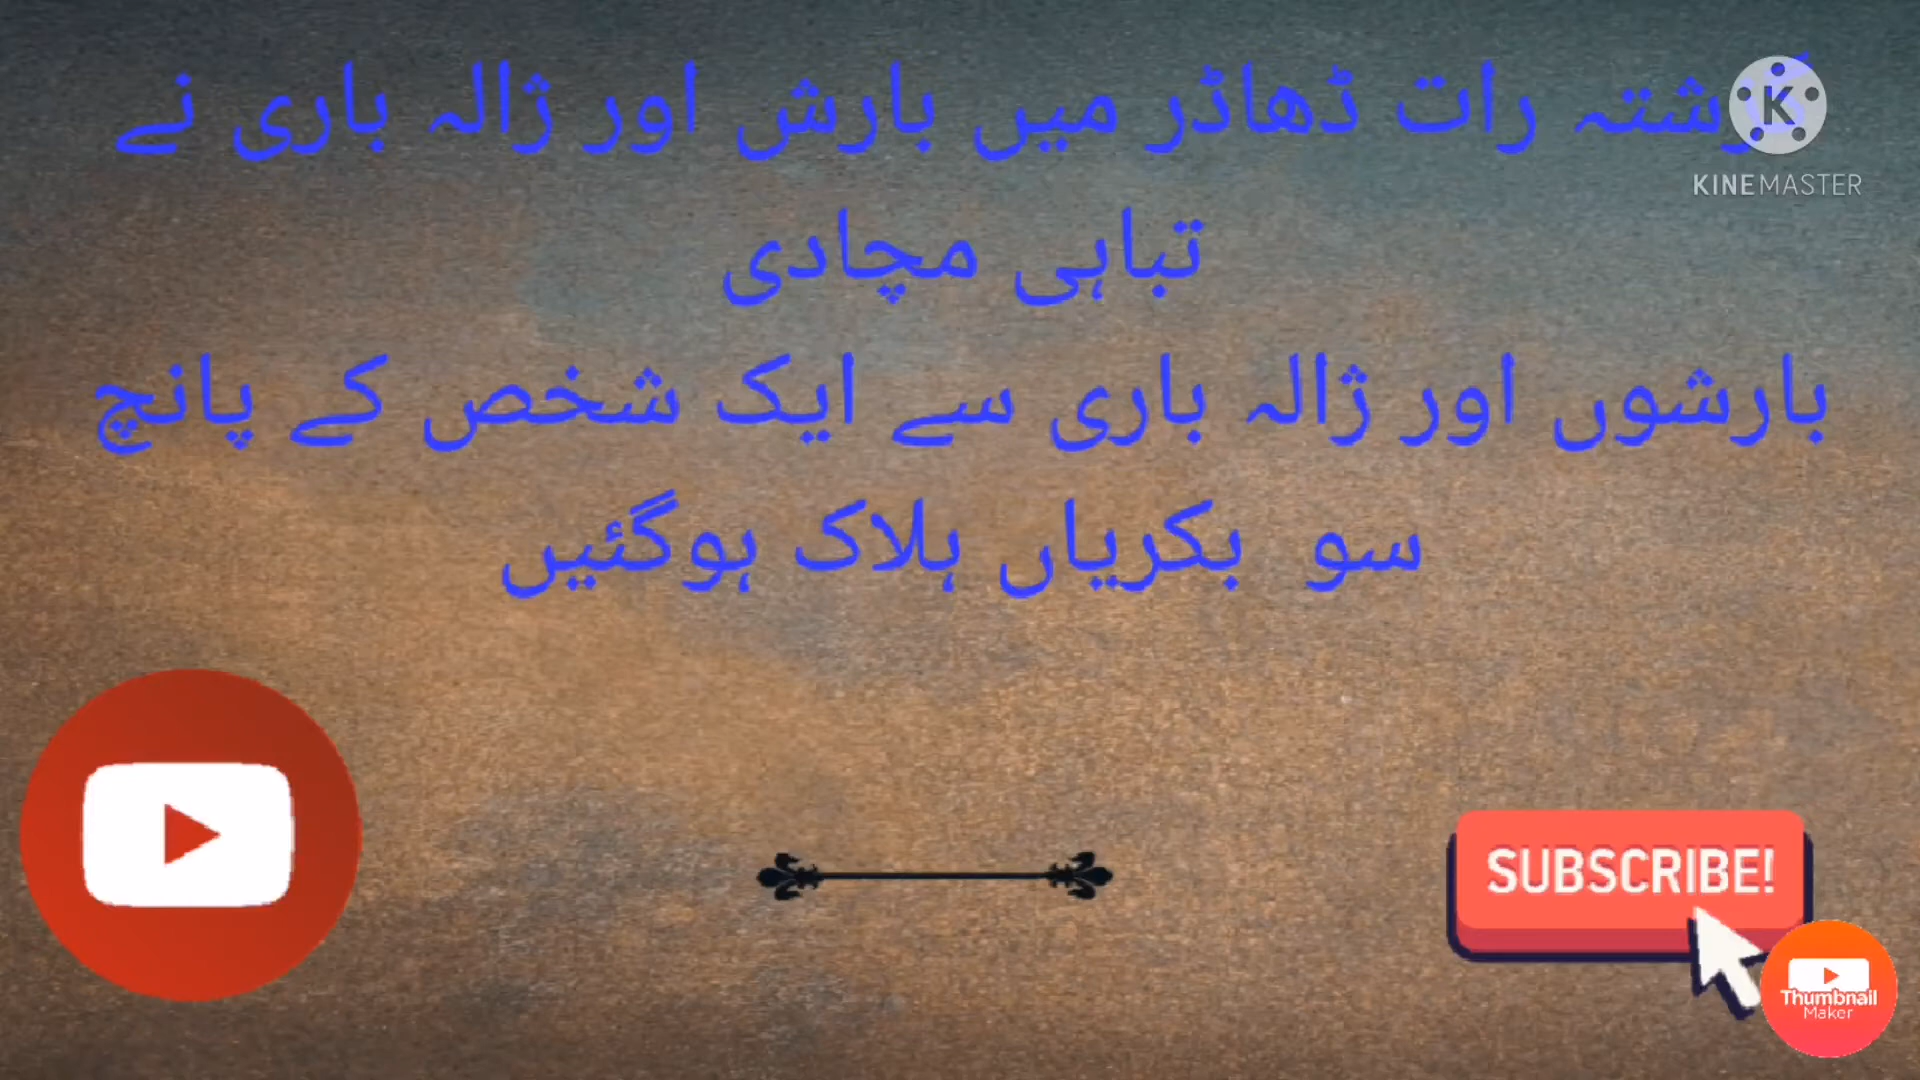 گزشتہ رات ڈھاڈر میں بارش اور ژالہ باری نے
تباہی مچادی
بارشوں اور ژالہ باری سے ایک شخص کے پانچ
سو بکریاں ہلاک ہوگئیں
K
KINEMASTER
SUBSCRIBE!
Thumbnail
Maker